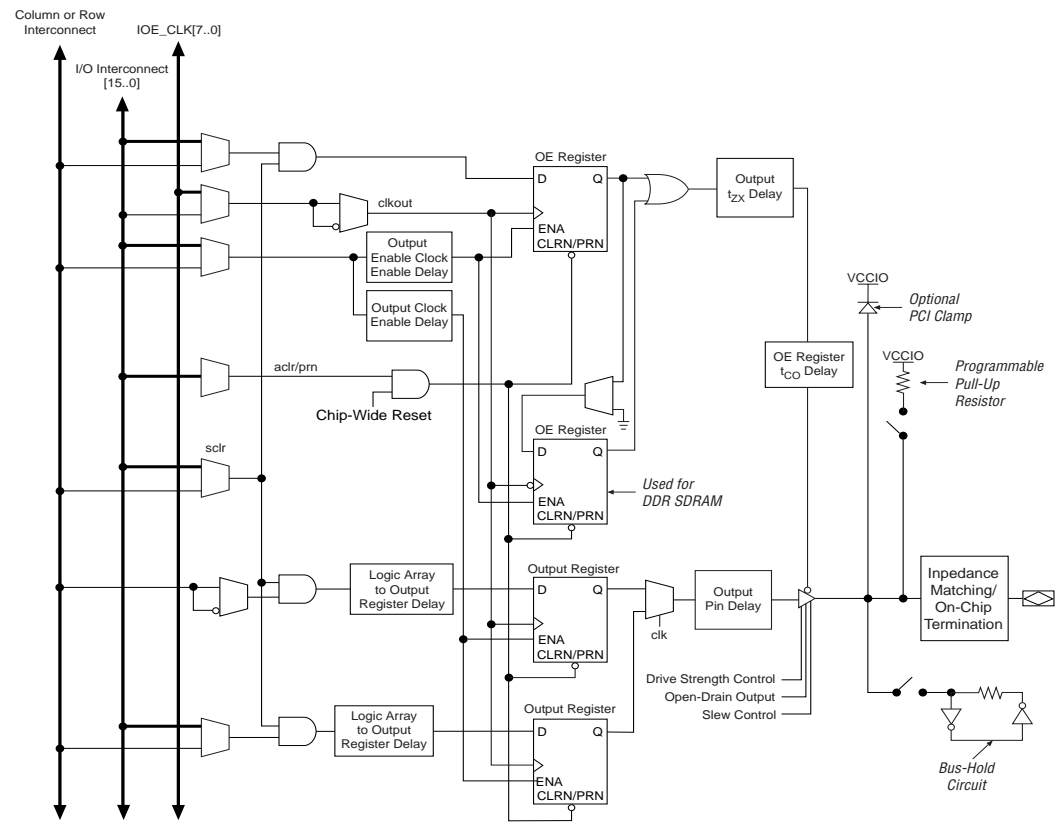 Column or Row
Interconnect
IOE_CLK[7..0]
I/O Interconnect
[15..0]
OE Register
D Q
ENA
CLRN/PRN
clkout
Output
Enable Clock
Enable Delay
Output Clock
Enable Delay
Output
tZX Delay
VCCIO
Optional
PCI Clamp
OE Register
tCO Delay
VCCIO
Programmable
Pull-Up
Resistor
aclr/prn
Chip-Wide Reset
OE Register
D Q
ENA
CLRN/PRN
sclr
Used for
DDR SDRAM
Logic Array
to Output
Register Delay
Output Register
D Q
ENA
CLRN/PRN
clk
Output
Pin Delay
Inpedance
Matching/
On-Chip
Termination
Drive Strength Control
Open-Drain Output
Slew Control
Logic Array
to Output
Register Delay
Output Register
D Q
ENA
CLRN/PRN
Bus-Hold
Circuit